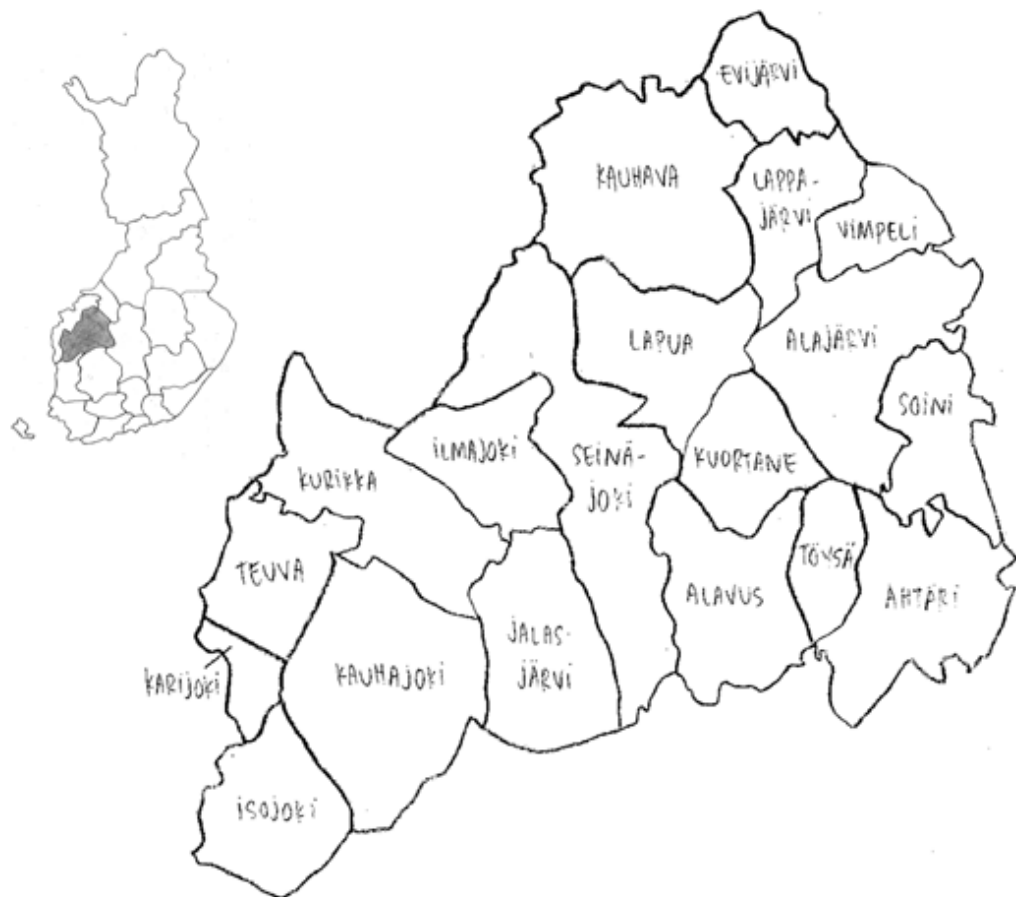 EViJÄRVi
KAUHAVA
LAPPA-
JÄRVi
ViMPELi
LAPUA
ALAJÄRVi
SOiNi
iLMAJOKi
SEiNÄ-
JOKi
KUORTANE
KURiKKA
TEUVA
TÖYSÄ
ALAVUS
AHTÄRi
JALAS-
JÄRVi
KAUHAJOKi
KARiJOKi
iSOJOKi